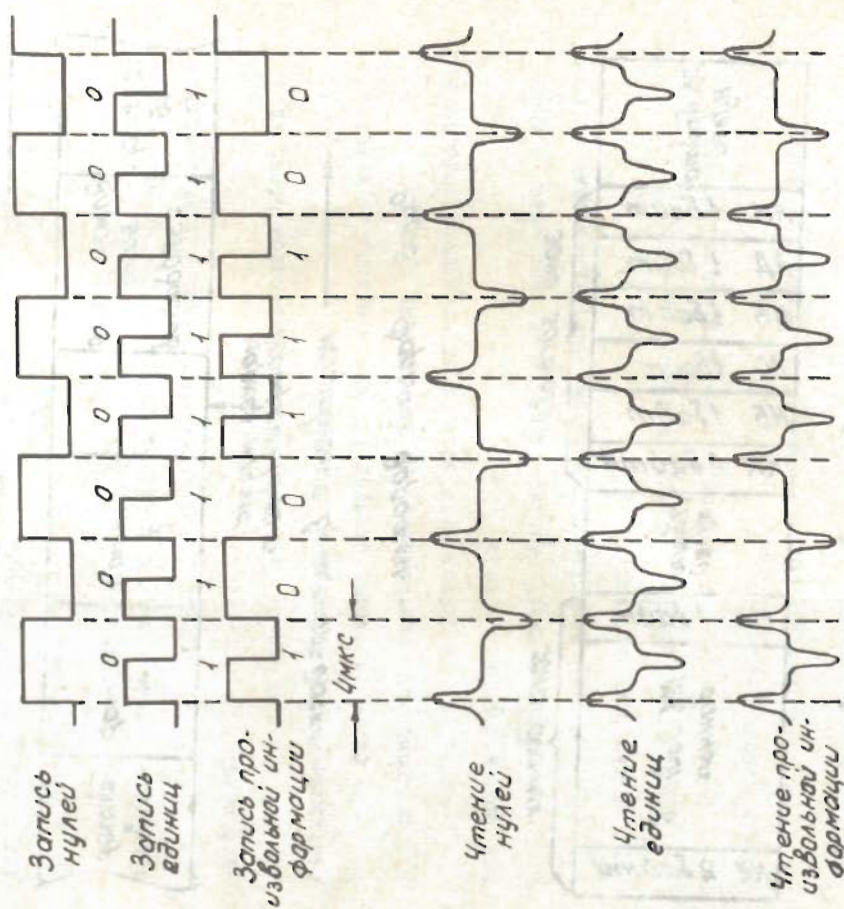 Запись
нулей
0 0 0 0 0 0 0 0
Запись
единиц
1 1 1 1 1 1 1 1
Запись про-
извольной ин-
формации
1 0 0 1 1 1 0 0
4мкс
Чтение
нулей
Чтение
единиц
Чтение про-
извольной ин-
формации